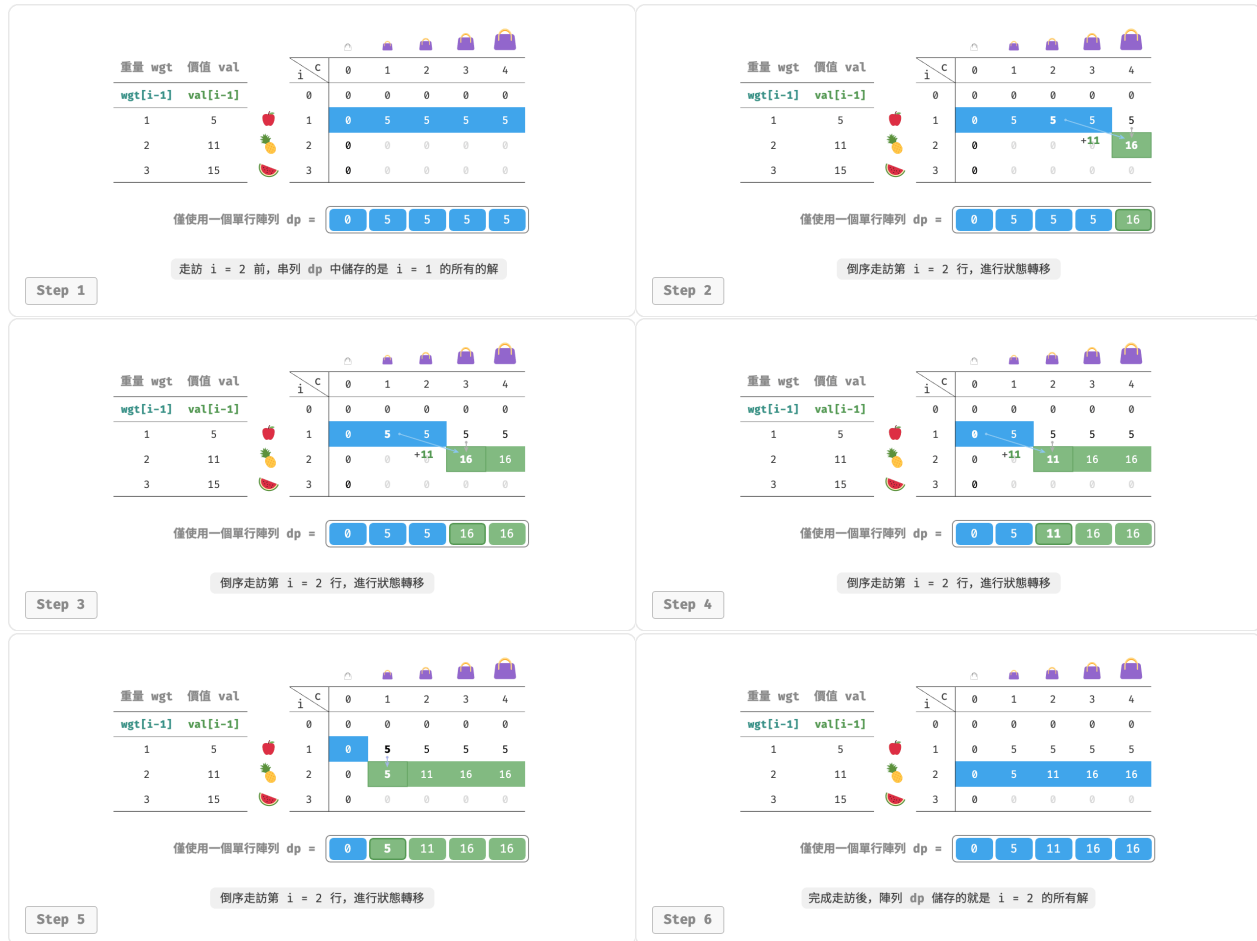 重量 wgt 價值 val
i C 0 1 2 3 4
wgt[i-1] val[i-1] 0 0 0 0 0 0
1 5 1 0 5 5 5 5
2 11 2 0 0 0 0 0
3 15 3 0 0 0 0 0
僅使用一個單行陣列 dp = 0 5 5 5 5
走訪 i = 2 前，串列 dp 中儲存的是 i = 1 的所有的解
Step 1
重量 wgt 價值 val
i C 0 1 2 3 4
wgt[i-1] val[i-1] 0 0 0 0 0 0
1 5 1 0 5 5 5 5
+11
2 11 2 0 0 0 0 16
3 15 3 0 0 0 0 0
僅使用一個單行陣列 dp = 0 5 5 5 16
倒序走訪第 i = 2 行，進行狀態轉移
Step 2
重量 wgt 價值 val
i C 0 1 2 3 4
wgt[i-1] val[i-1] 0 0 0 0 0 0
1 5 1 0 5 5 5 5
+11
2 11 2 0 0 0 16 16
3 15 3 0 0 0 0 0
僅使用一個單行陣列 dp = 0 5 5 16 16
倒序走訪第 i = 2 行，進行狀態轉移
Step 3
重量 wgt 價值 val
i C 0 1 2 3 4
wgt[i-1] val[i-1] 0 0 0 0 0 0
1 5 1 0 5 5 5 5
+11
2 11 2 0 0 11 16 16
3 15 3 0 0 0 0 0
僅使用一個單行陣列 dp = 0 5 11 16 16
倒序走訪第 i = 2 行，進行狀態轉移
Step 4
重量 wgt 價值 val
i C 0 1 2 3 4
wgt[i-1] val[i-1] 0 0 0 0 0 0
1 5 1 0 5 5 5 5
2 11 2 0 5 11 16 16
3 15 3 0 0 0 0 0
僅使用一個單行陣列 dp = 0 5 11 16 16
倒序走訪第 i = 2 行，進行狀態轉移
Step 5
重量 wgt 價值 val
i C 0 1 2 3 4
wgt[i-1] val[i-1] 0 0 0 0 0 0
1 5 1 0 5 5 5 5
2 11 2 0 5 11 16 16
3 15 3 0 0 0 0 0
僅使用一個單行陣列 dp = 0 5 11 16 16
完成走訪後，陣列 dp 儲存的就是 i = 2 的所有解
Step 6